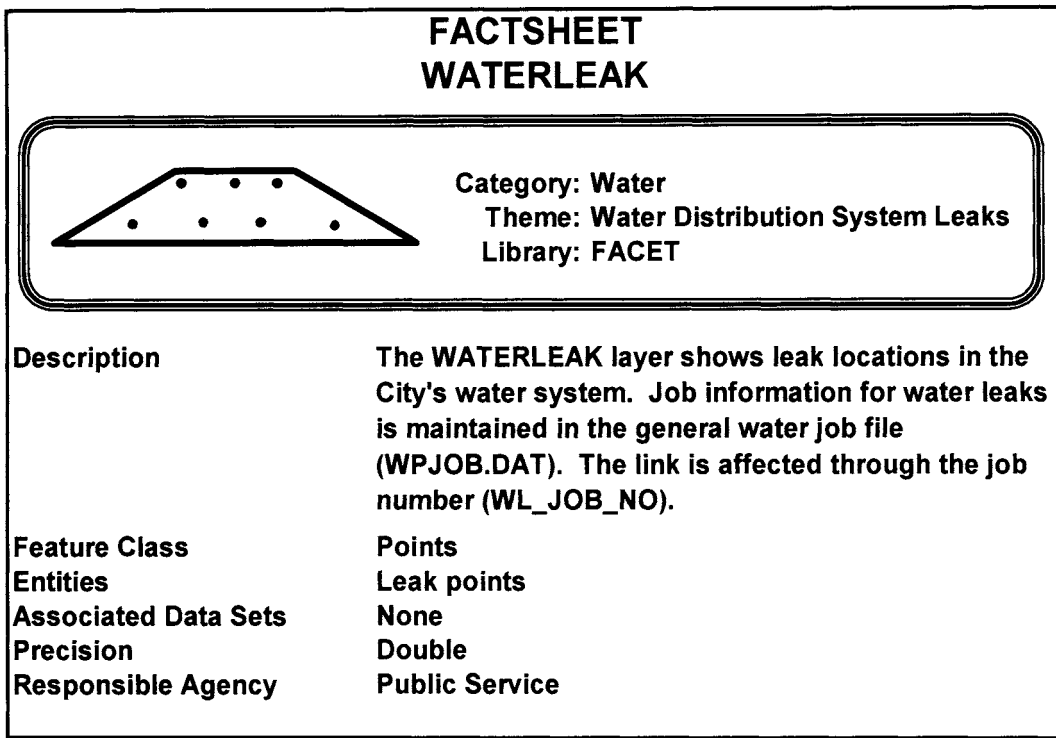 FACTSHEET
WATERLEAK
Category: Water
Theme: Water Distribution System Leaks
Library: FACET
Description The WATERLEAK layer shows leak locations in the
City's water system. Job information for water leaks
is maintained in the general water job file
(WPJOB.DAT). The link is affected through the job
number (WL_JOB_NO).
Feature Class Points
Entities Leak points
Associated Data Sets None
Precision Double
Responsible Agency Public Service